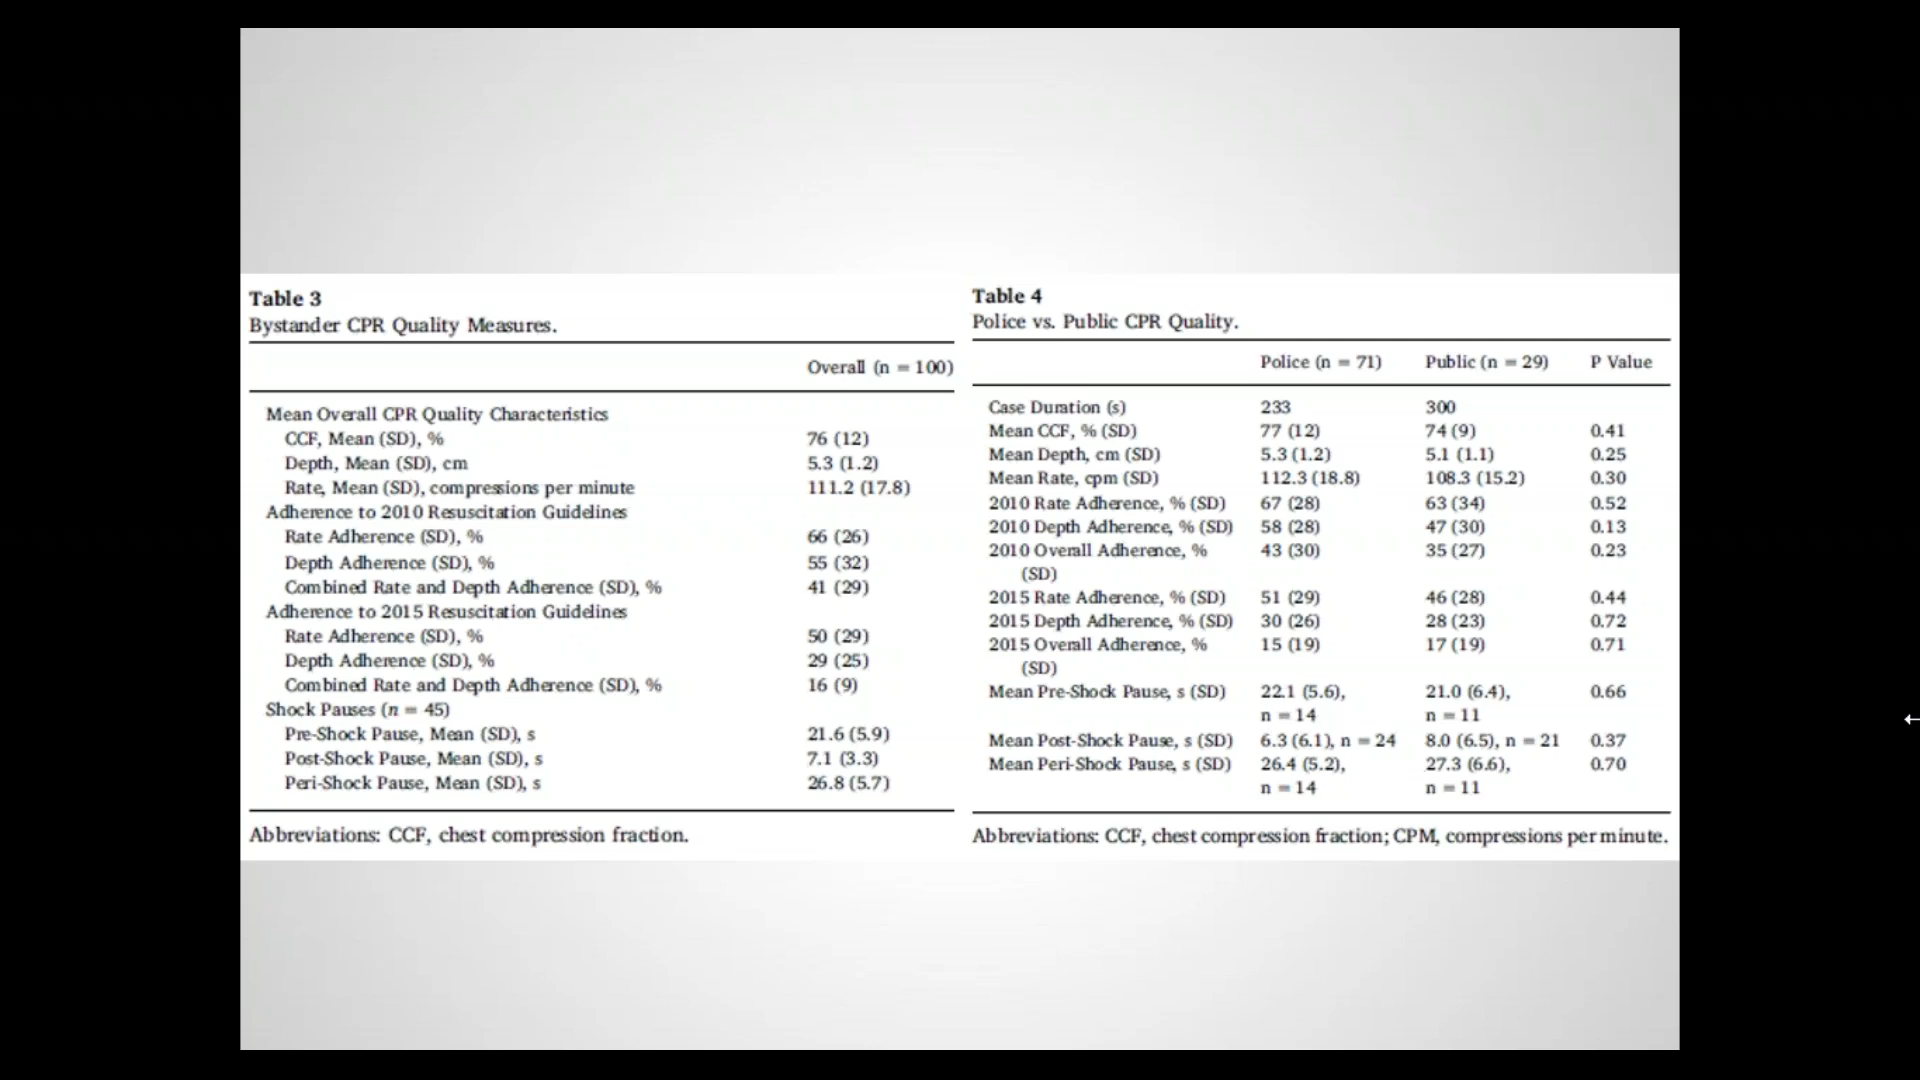 Table 3
Bystander CPR Quality Measures.
Overall (n = 100)
Mean Overall CPR Quality Characteristics
CCF, Mean (SD), % 76 (12)
Depth, Mean (SD), cm 5.3 (1.2)
Rate, Mean (SD), compressions per minute 111.2 (17.8)
Adherence to 2010 Resuscitation Guidelines
Rate Adherence (SD), % 66 (26)
Depth Adherence (SD), % 55 (32)
Combined Rate and Depth Adherence (SD), % 41 (29)
Adherence to 2015 Resuscitation Guidelines
Rate Adherence (SD), % 50 (29)
Depth Adherence (SD), % 29 (25)
Combined Rate and Depth Adherence (SD), % 16 (9)
Shock Pauses (n = 45)
Pre-Shock Pause, Mean (SD), s 21.6 (5.9)
Post-Shock Pause, Mean (SD), s 7.1 (3.3)
Peri-Shock Pause, Mean (SD), s 26.8 (5.7)
Abbreviations: CCF, chest compression fraction.
Table 4
Police vs. Public CPR Quality.
Police (n = 71) Public (n = 29) P Value
Case Duration (s) 233 300
Mean CCF, % (SD) 77 (12) 74 (9) 0.41
Mean Depth, cm (SD) 5.3 (1.2) 5.1 (1.1) 0.25
Mean Rate, cpm (SD) 112.3 (18.8) 108.3 (15.2) 0.30
2010 Rate Adherence, % (SD) 67 (28) 63 (34) 0.52
2010 Depth Adherence, % (SD) 58 (28) 47 (30) 0.13
2010 Overall Adherence, % 43 (30) 35 (27) 0.23
(SD)
2015 Rate Adherence, % (SD) 51 (29) 46 (28) 0.44
2015 Depth Adherence, % (SD) 30 (26) 28 (23) 0.72
2015 Overall Adherence, % 15 (19) 17 (19) 0.71
(SD)
Mean Pre-Shock Pause, s (SD) 22.1 (5.6), 21.0 (6.4), 0.66
n = 14 n = 11
Mean Post-Shock Pause, s (SD) 6.3 (6.1), n = 24 8.0 (6.5), n = 21 0.37
Mean Peri-Shock Pause, s (SD) 26.4 (5.2), 27.3 (6.6), 0.70
n = 14 n = 11
Abbreviations: CCF, chest compression fraction; CPM, compressions per minute.